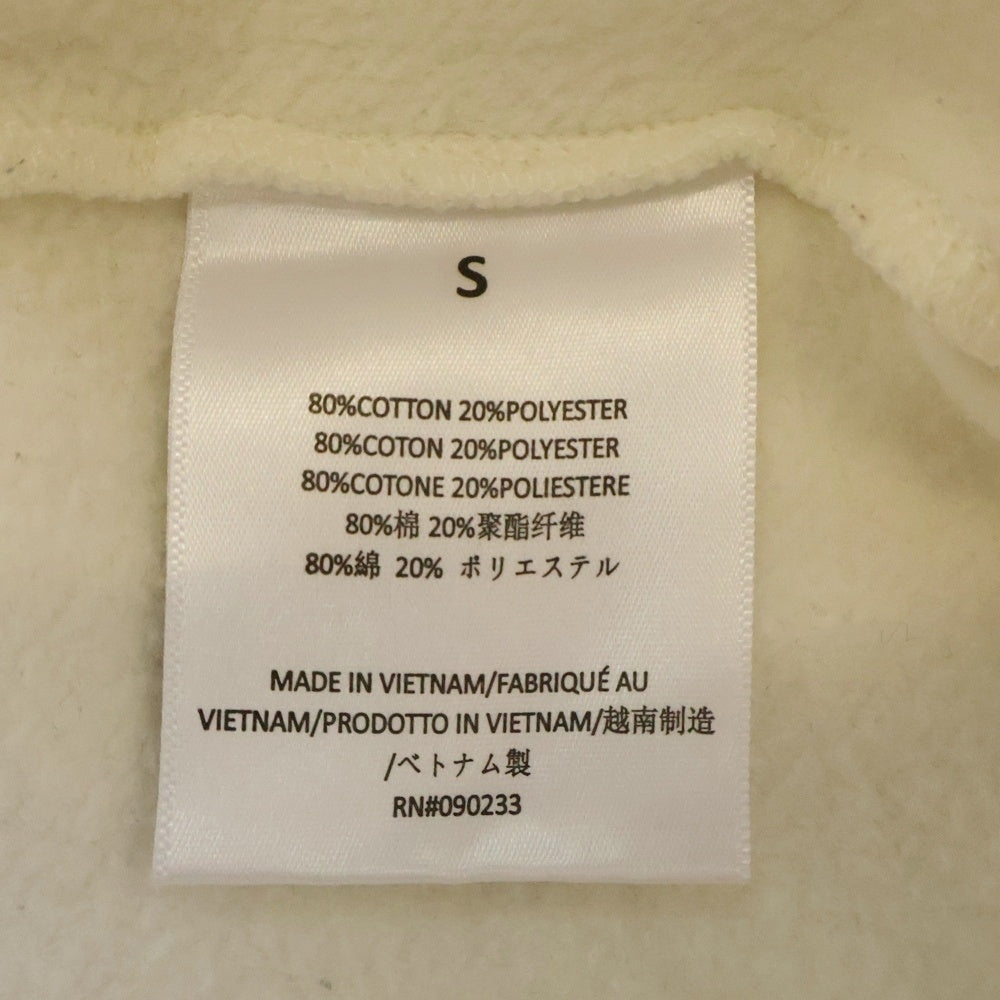 S
80%COTTON 20%POLYESTER
80%COTON 20%POLYESTER
80%COTONE 20%POLIESTERE
80%棉 20%聚酯纤维
80%綿 20% ポリエステル
MADE IN VIETNAM/FABRIQUÉ AU
VIETNAM/PRODOTTO IN VIETNAM/越南制造
/ベトナム製
RN#090233